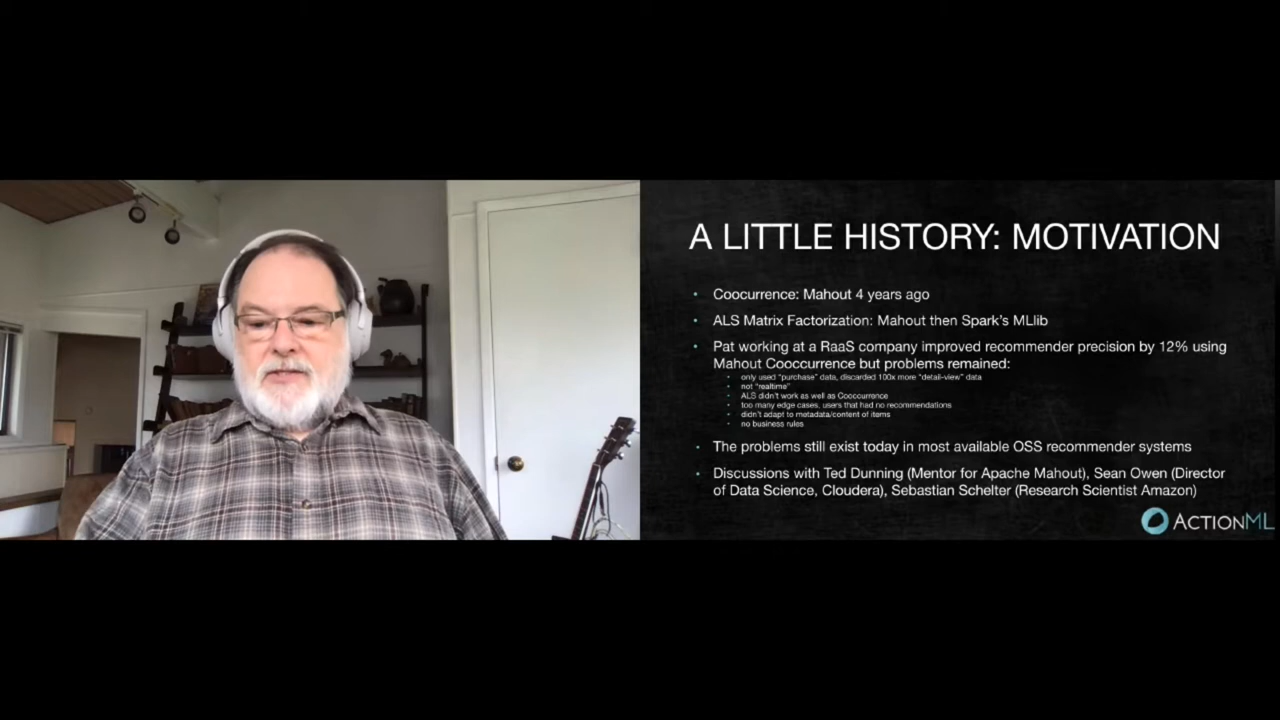 A LITTLE HISTORY: MOTIVATION
Coocurrence: Mahout 4 years ago
ALS Matrix Factorization: Mahout then Spark's MLlib
Pat working at a RaaS company improved recommender precision by 12% using
Mahout Cooccurrence but problems remained:
only used "purchase" data, discarded 100x more "detail-view" data
not "realtime"
ALS didn't work as well as Cooccurrence
too many edge cases, users that had no recommendations
didn't adapt to metadata/content of items
no business rules
The problems still exist today in most available OSS recommender systems
Discussions with Ted Dunning (Mentor for Apache Mahout), Sean Owen (Director
of Data Science, Cloudera), Sebastian Schelter (Research Scientist Amazon)
ACTIONML